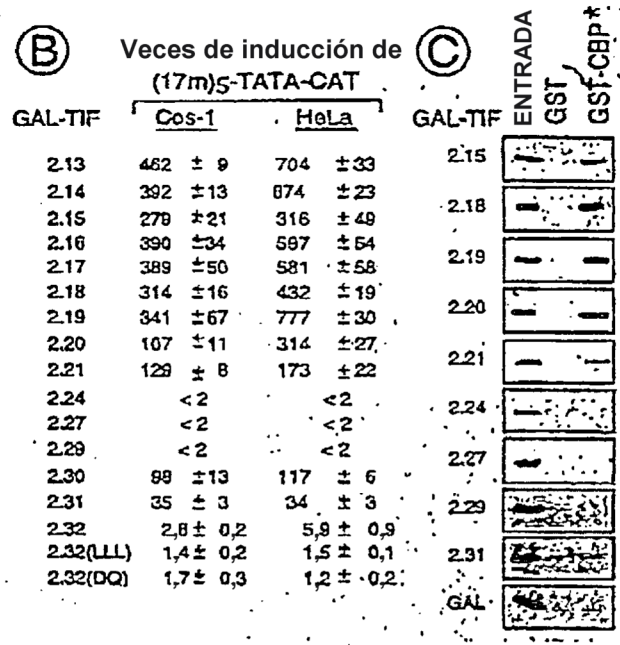 B
Veces de inducción de
(17m)5-TATA-CAT
GAL-TIF Cos-1 HeLa
2.13 462 ± 9 704 ±33
2.14 392 ±13 874 ±23
2.15 279 ±21 316 ±49
2.16 390 ±34 597 ±54
2.17 389 ±50 581 ±58
2.18 314 ±16 432 ±19
2.19 341 ±67 777 ±30
2.20 107 ±11 314 ±27
2.21 129 ± 8 173 ±22
2.24 <2 <2
2.27 <2 <2
2.29 <2 <2
2.30 98 ±13 117 ± 6
2.31 35 ± 3 34 ± 3
2.32 2,8± 0,2 5,9 ± 0,9
2.32(LLL) 1,4± 0,2 1,5 ± 0,1
2.32(DQ) 1,7± 0,3 1,2 ± 0,2
C
GAL-TIF ENTRADA GST GST-CBP*
2.15
2.18
2.19
2.20
2.21
2.24
2.27
2.29
2.31
GAL